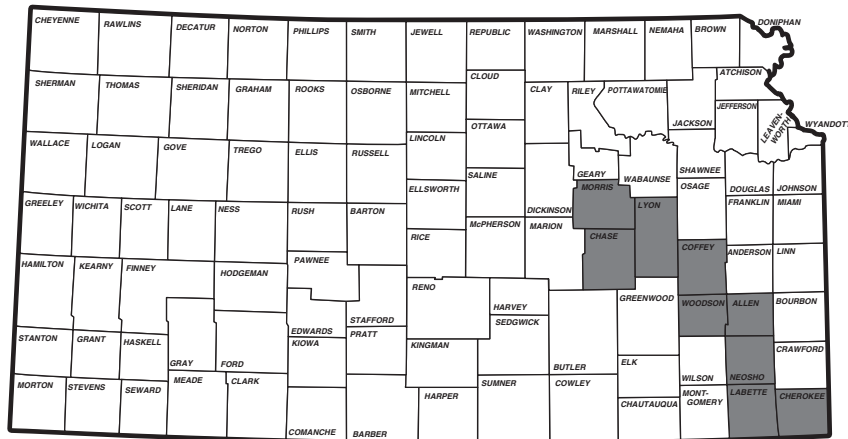 CHEYENNE
RAWLINS
DECATUR
NORTON
PHILLIPS
SMITH
JEWELL
REPUBLIC
WASHINGTON
MARSHALL
NEMAHA
BROWN
DONIPHAN
SHERMAN
THOMAS
SHERIDAN
GRAHAM
ROOKS
OSBORNE
MITCHELL
CLOUD
CLAY
RILEY
POTTAWATOMIE
JACKSON
ATCHISON
JEFFERSON
LEAVEN-
WORTH
WYANDOTT
WALLACE
LOGAN
GOVE
TREGO
ELLIS
RUSSELL
LINCOLN
OTTAWA
SALINE
ELLSWORTH
DICKINSON
GEARY
MORRIS
WABAUNSE
SHAWNEE
OSAGE
DOUGLAS
JOHNSON
GREELEY
WICHITA
SCOTT
LANE
NESS
RUSH
BARTON
RICE
McPHERSON
MARION
CHASE
LYON
COFFEY
FRANKLIN
MIAMI
ANDERSON
LINN
HAMILTON
KEARNY
FINNEY
HODGEMAN
PAWNEE
STAFFORD
RENO
HARVEY
SEDGWICK
BUTLER
GREENWOOD
WOODSON
ALLEN
BOURBON
STANTON
GRANT
HASKELL
GRAY
FORD
EDWARDS
KIOWA
PRATT
KINGMAN
ELK
WILSON
NEOSHO
CRAWFORD
MORTON
STEVENS
SEWARD
MEADE
CLARK
COMANCHE
BARBER
HARPER
SUMNER
COWLEY
CHAUTAUQUA
MONT-
GOMERY
LABETTE
CHEROKEE